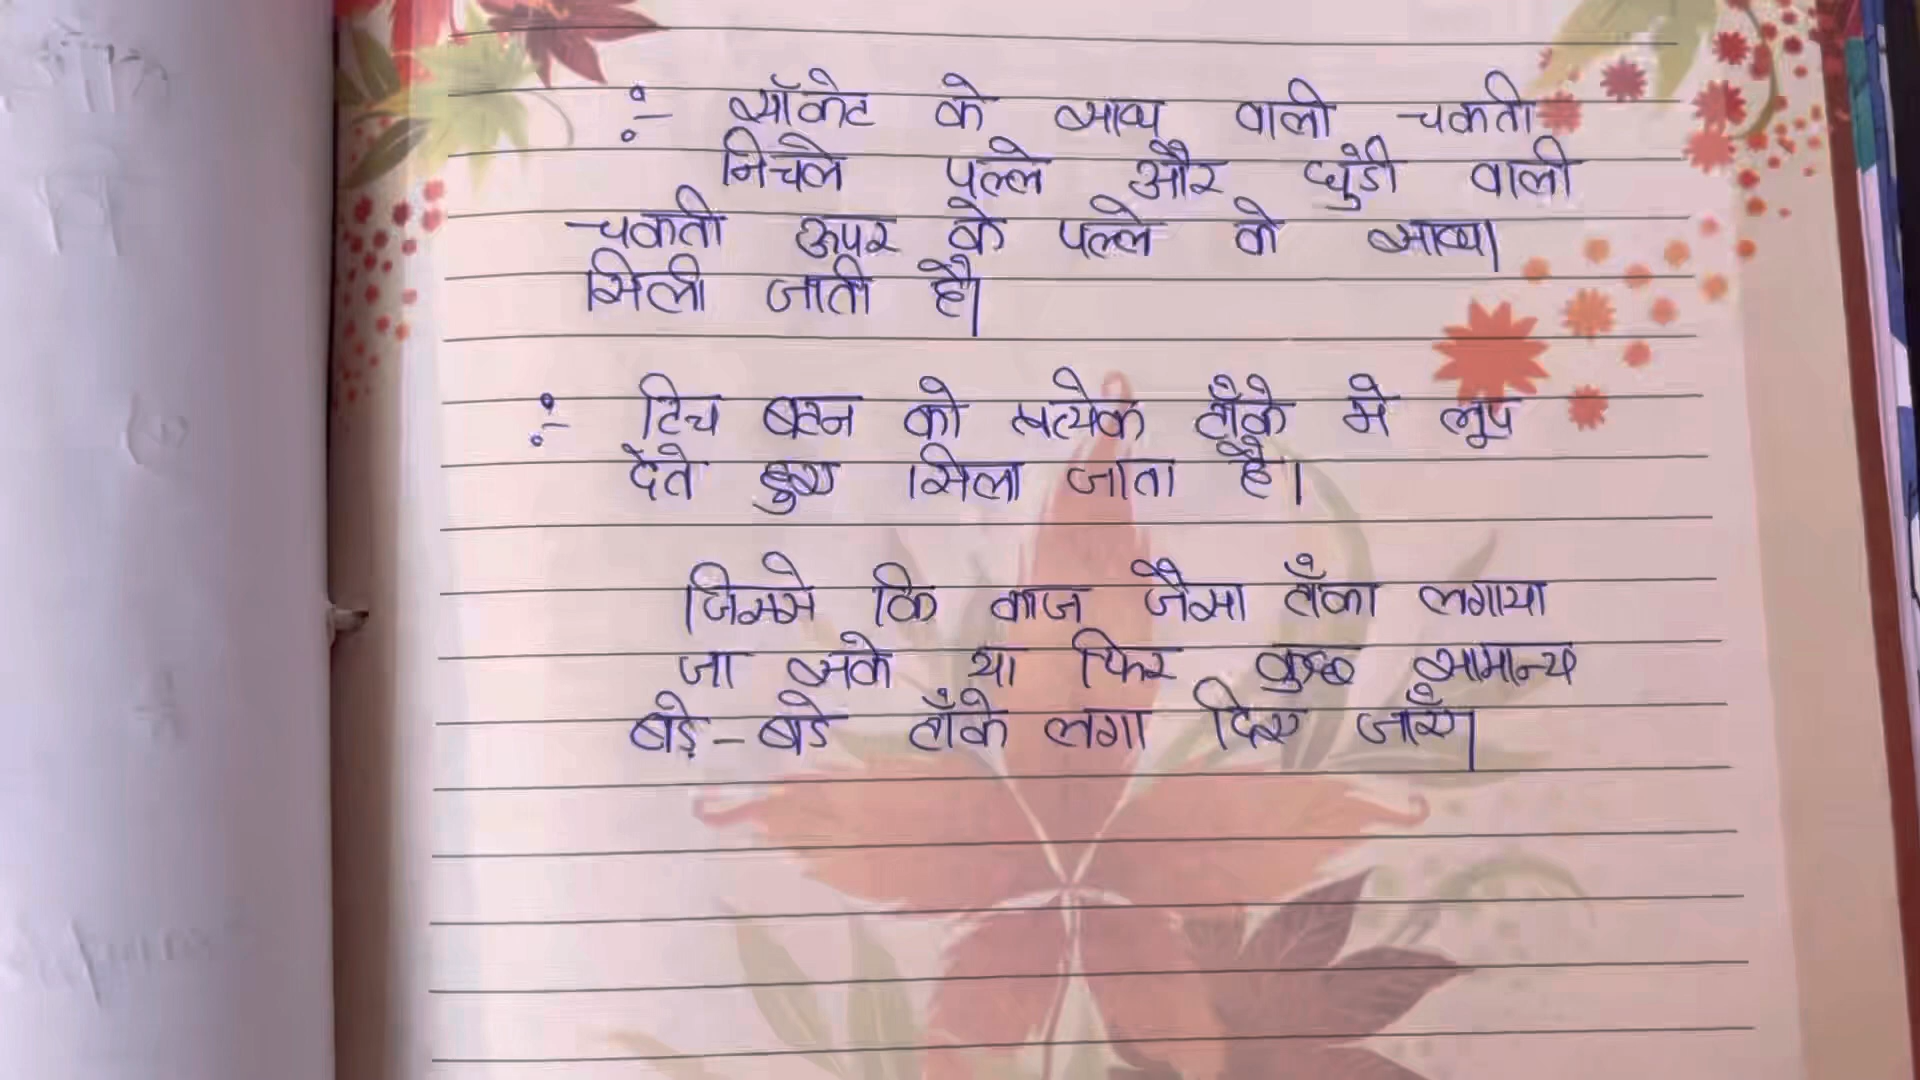 :- सॉकेट के साथ वाली चकती
निचले पल्ले और घुंडी वाली
चकती ऊपर के पल्ले के साथ।
सिली जाती है।
:- टिच बटन को प्रत्येक टाँके मे लूप
देते हुए सिला जाता है।
जिससे कि काज जैसा टाँका लगाया
जा सके या फिर कुछ सामान्य
बड़े-बडे टाँके लगा दिए जाएँ।